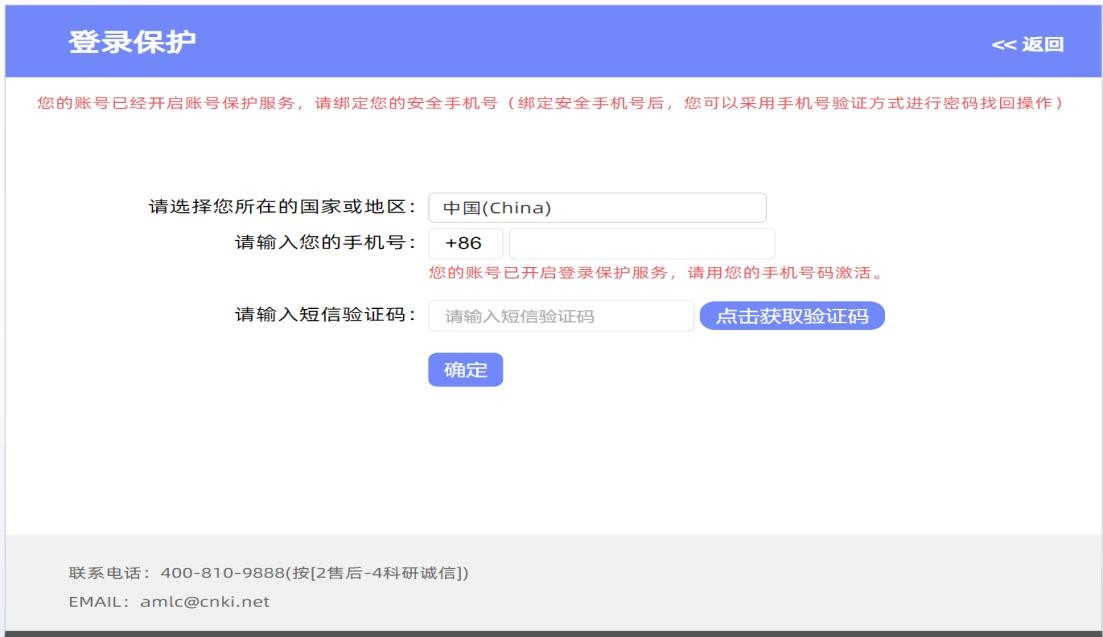 登录保护
<< 返回
您的账号已经开启账号保护服务，请绑定您的安全手机号（绑定安全手机号后，您可以采用手机号验证方式进行密码找回操作）
请选择您所在的国家或地区： 中国(China)
请输入您的手机号： +86
您的账号已开启登录保护服务，请用您的手机号码激活。
请输入短信验证码： 请输入短信验证码 点击获取验证码
确定
联系电话：400-810-9888(按[2售后-4科研诚信])
EMAIL：amlc@cnki.net